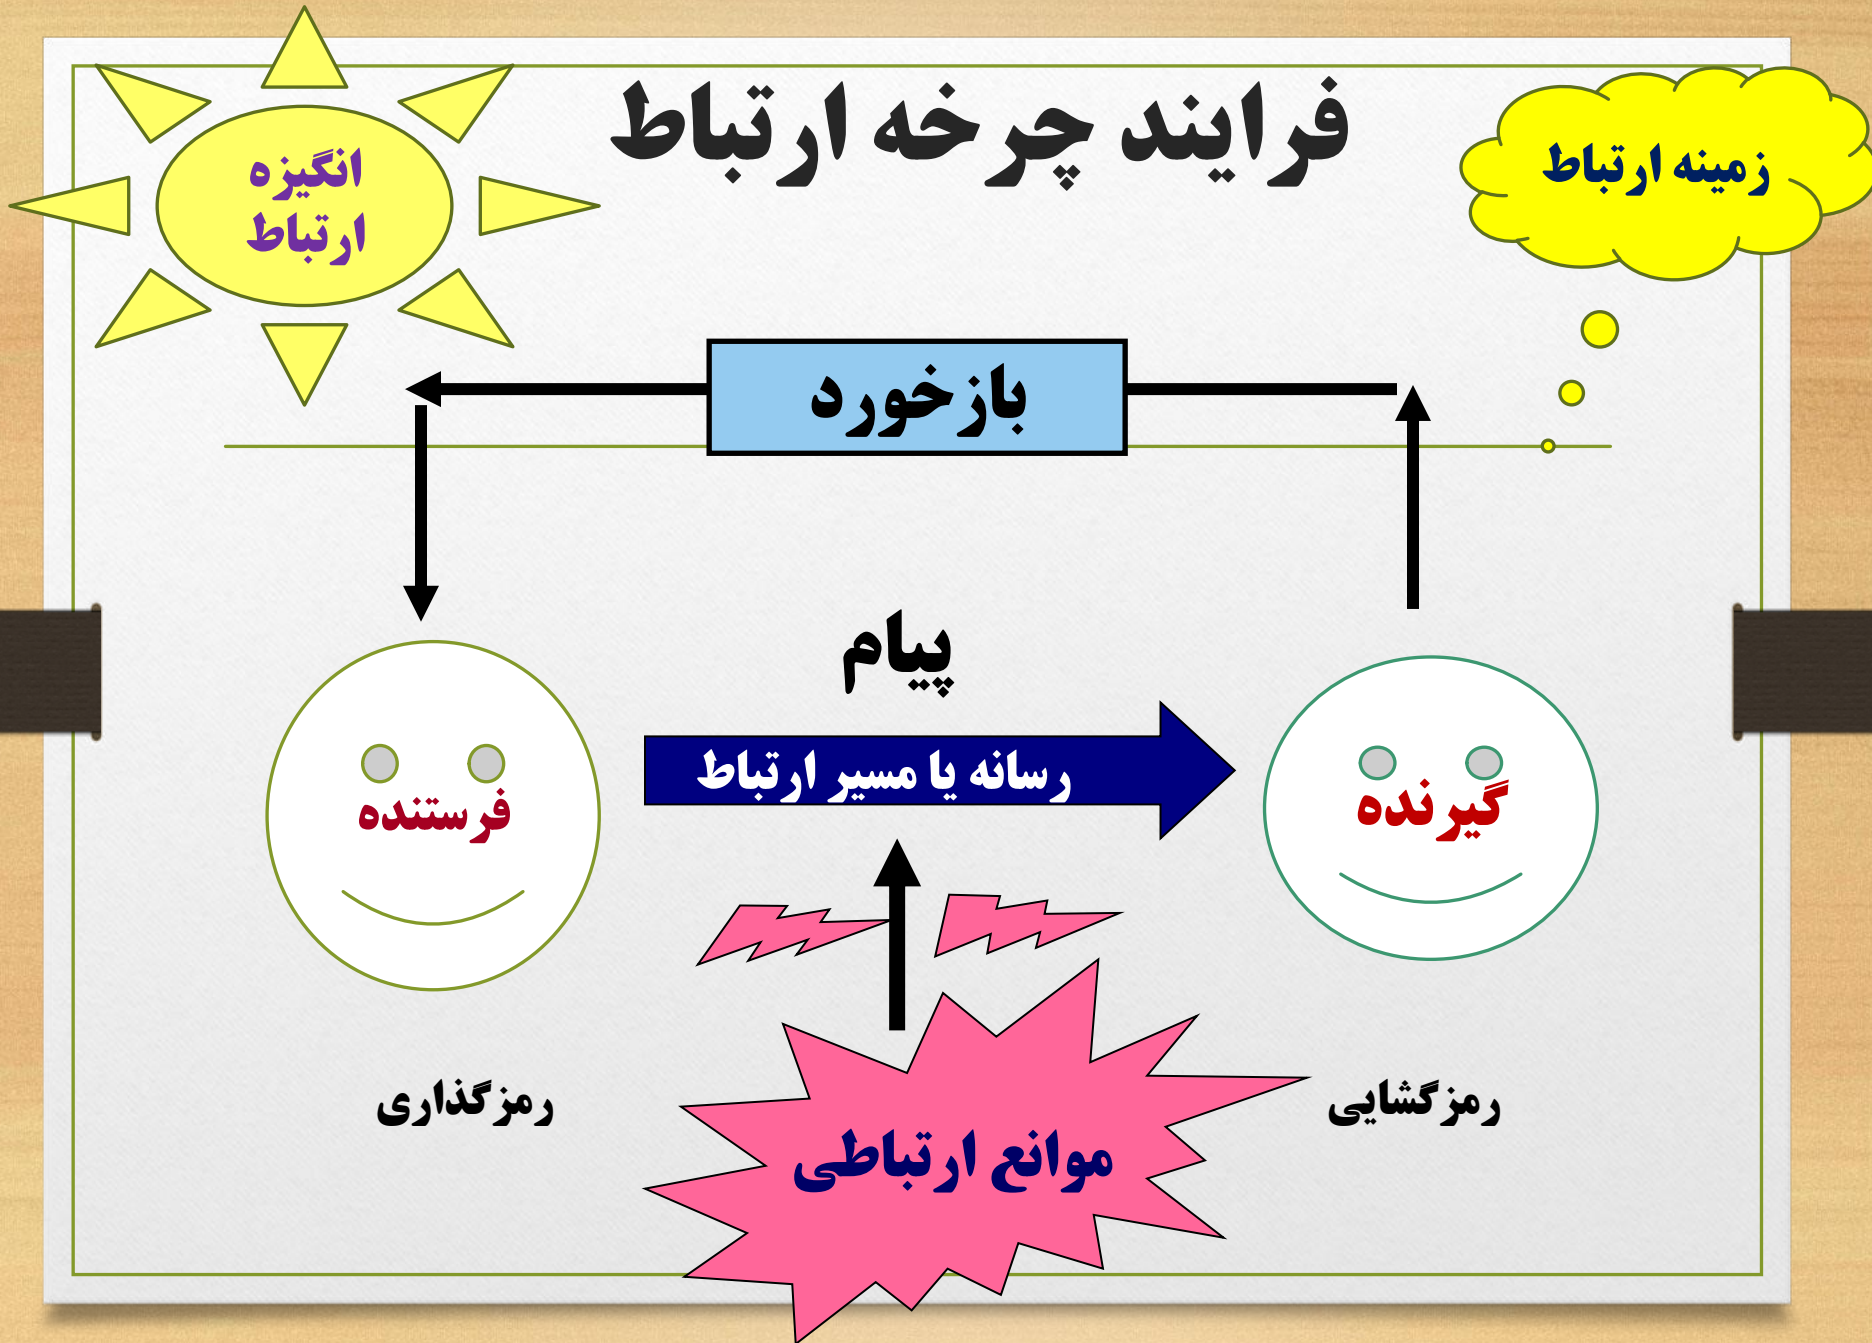 فرایند چرخه ارتباط
زمینه ارتباط
انگیزه
ارتباط
بازخورد
پیام
رسانه یا مسیر ارتباط
گیرنده
فرستنده
رمزگشایی
رمزگذاری
موانع ارتباطی